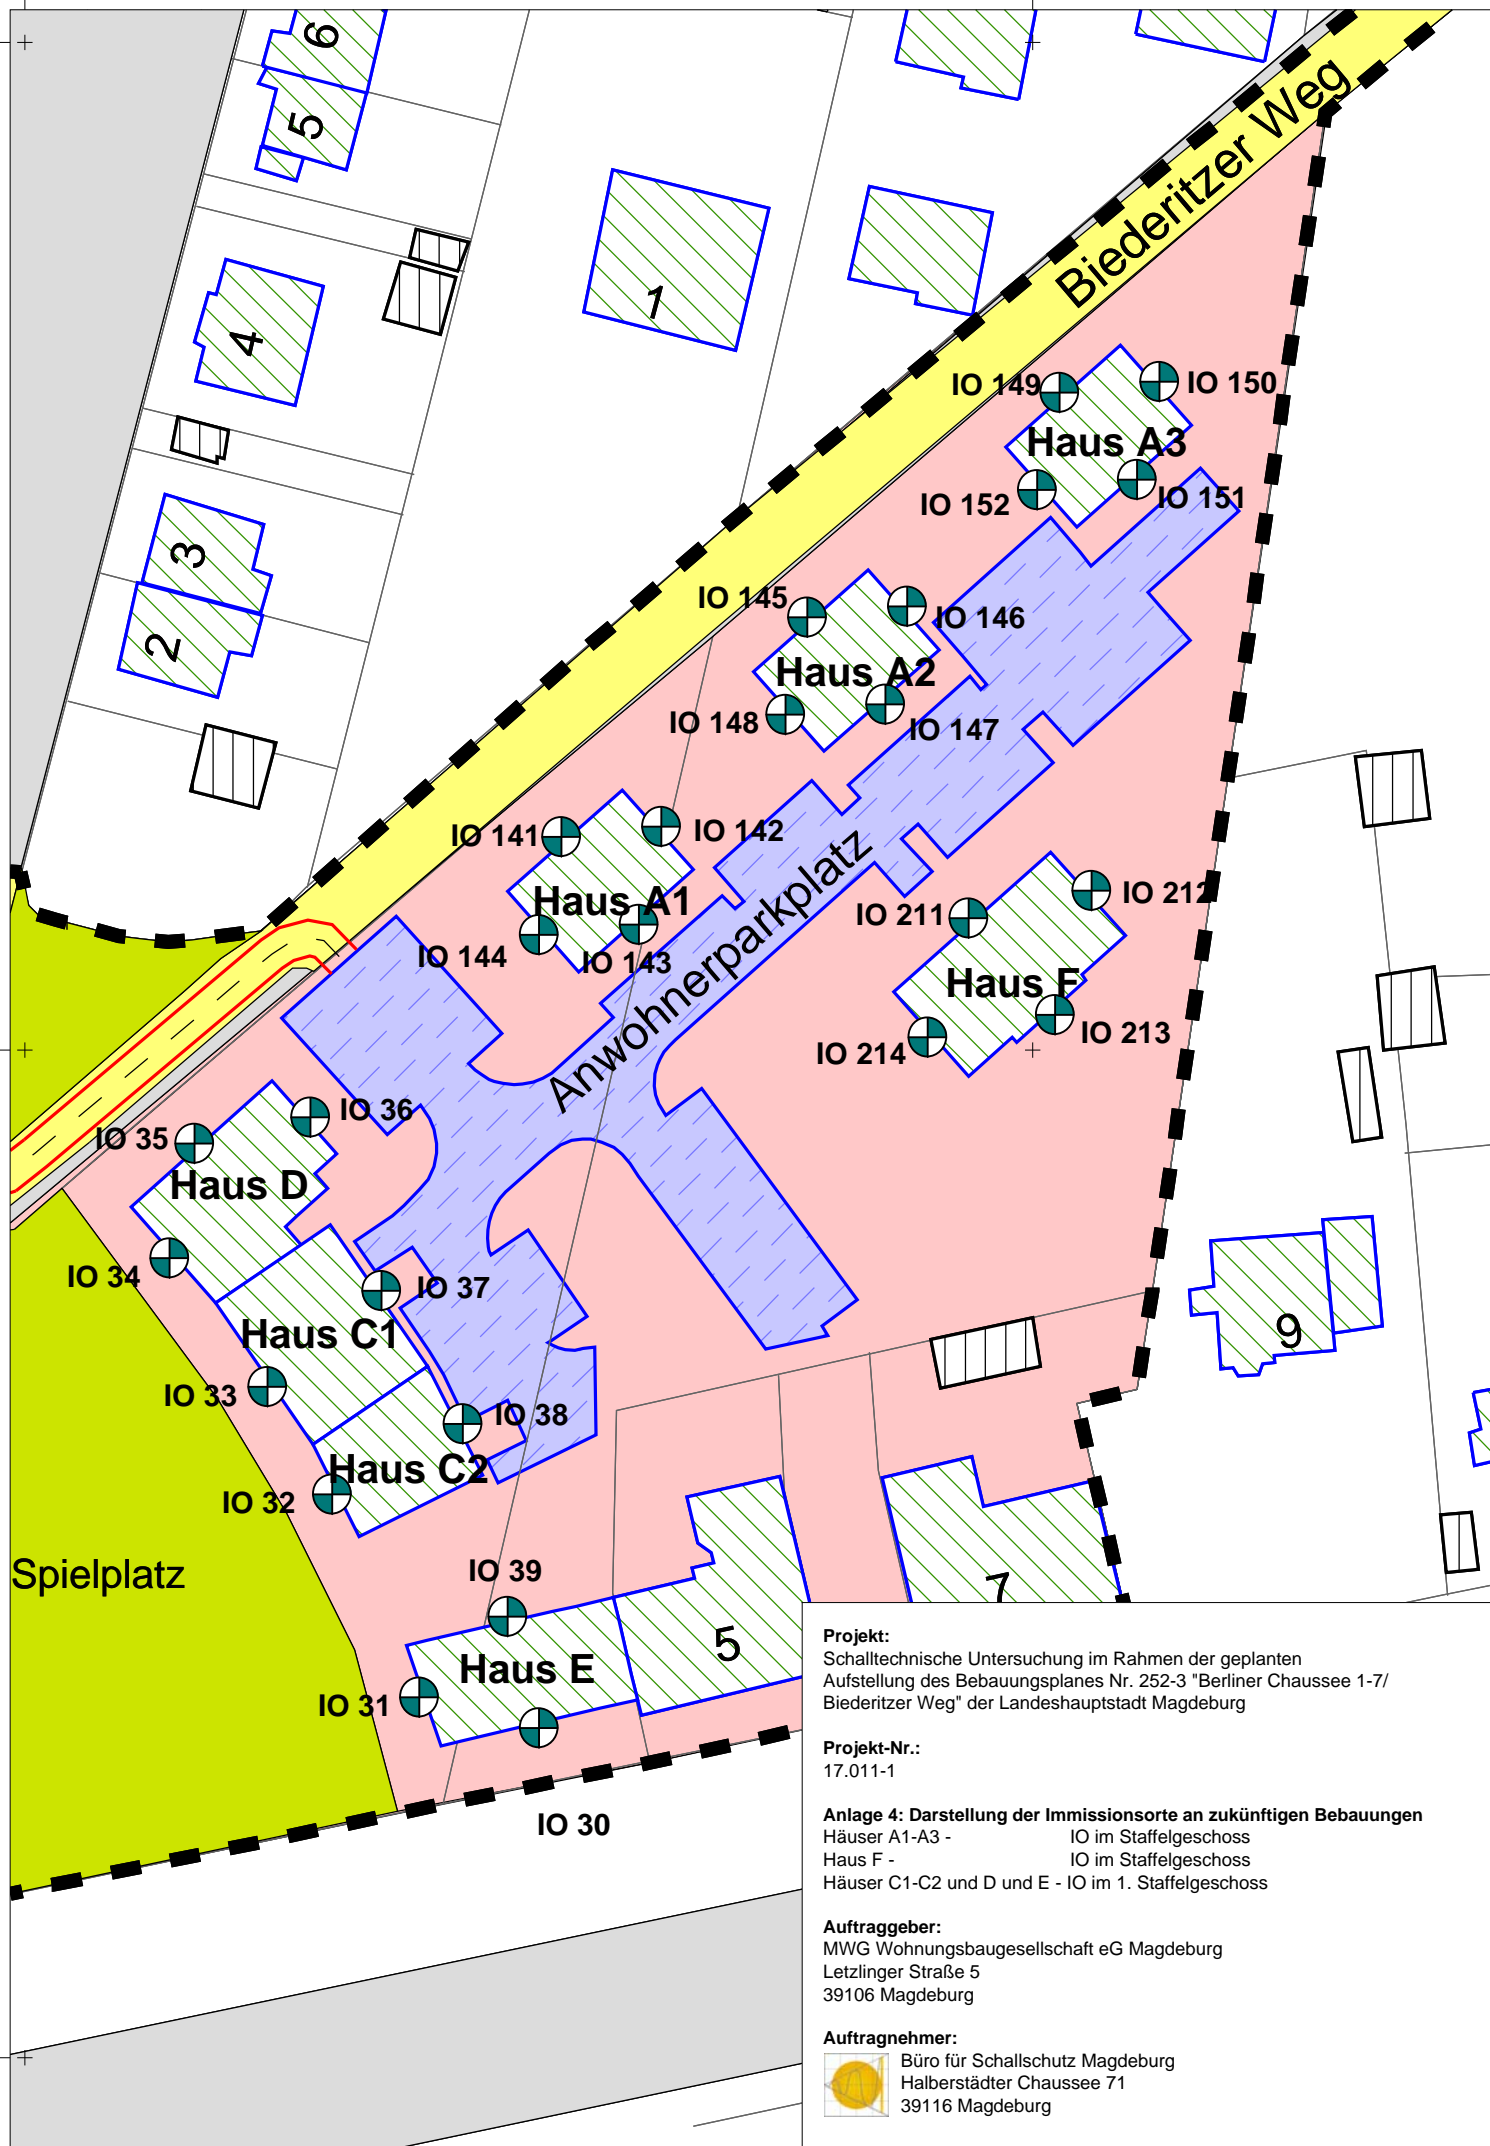 6
5
4
1
3
2
Biederitzer Weg
IO 149
IO 150
Haus A3
IO 152
IO 151
IO 145
IO 146
Haus A2
IO 148
IO 147
IO 141
IO 142
Haus A1
IO 144
IO 143
Anwohnerparkplatz
IO 211
IO 212
Haus F
IO 214
IO 213
IO 35
IO 36
Haus D
IO 34
IO 37
Haus C1
IO 33
IO 38
Haus C2
IO 32
9
Spielplatz
IO 39
7
5
Haus E
IO 31
IO 30
Projekt:
Schalltechnische Untersuchung im Rahmen der geplanten
Aufstellung des Bebauungsplanes Nr. 252-3 "Berliner Chaussee 1-7/
Biederitzer Weg" der Landeshauptstadt Magdeburg
Projekt-Nr.:
17.011-1
Anlage 4: Darstellung der Immissionsorte an zukünftigen Bebauungen
Häuser A1-A3 - IO im Staffelgeschoss
Haus F - IO im Staffelgeschoss
Häuser C1-C2 und D und E - IO im 1. Staffelgeschoss
Auftraggeber:
MWG Wohnungsbaugesellschaft eG Magdeburg
Letzlinger Straße 5
39106 Magdeburg
Auftragnehmer:
Büro für Schallschutz Magdeburg
Halberstädter Chaussee 71
39116 Magdeburg